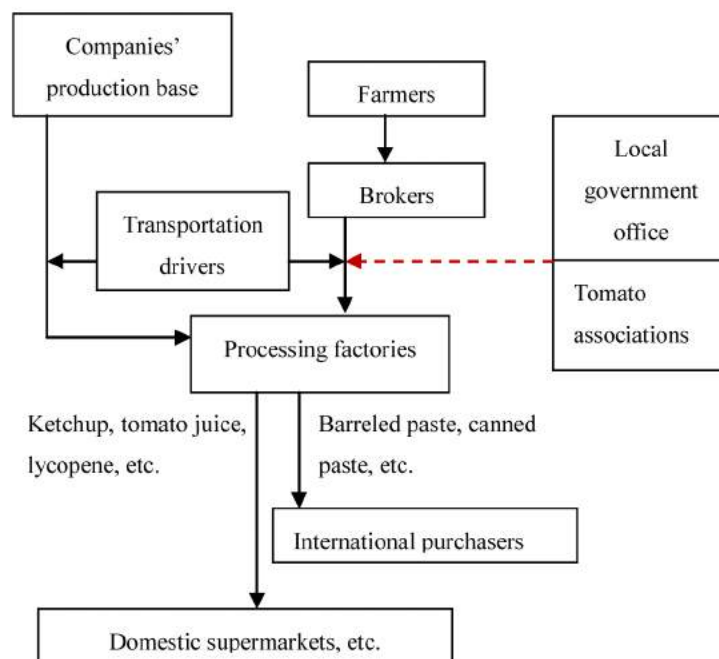 Companies’
production base
Farmers
Brokers
Transportation
drivers
Local
government
office
Tomato
associations
Processing factories
Ketchup, tomato juice,
lycopene, etc.
Barreled paste, canned
paste, etc.
International purchasers
Domestic supermarkets, etc.